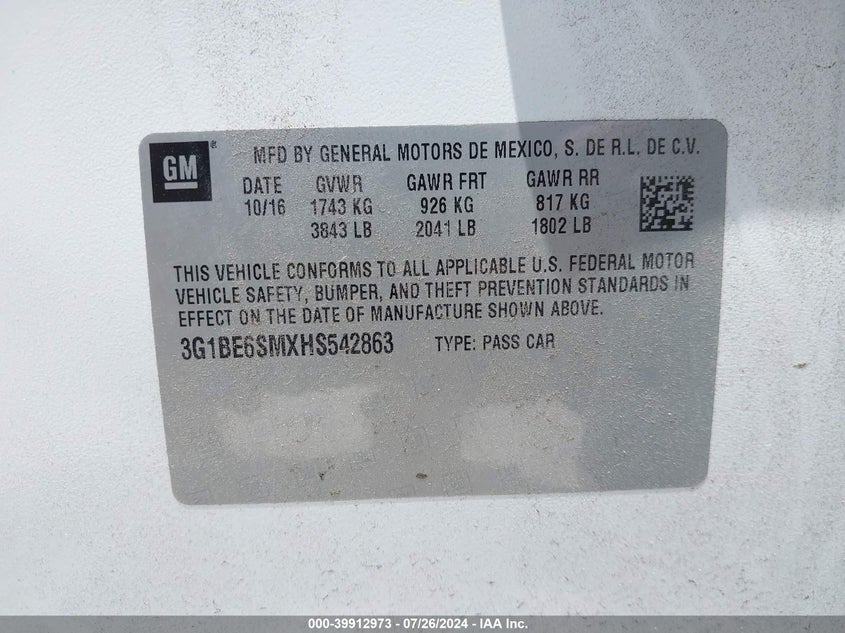 GM®
MFD BY GENERAL MOTORS DE MEXICO, S. DE R.L. DE C.V.
DATE GVWR GAWR FRT GAWR RR
10/16 1743 KG 926 KG 817 KG
3843 LB 2041 LB 1802 LB
THIS VEHICLE CONFORMS TO ALL APPLICABLE U.S. FEDERAL MOTOR
VEHICLE SAFETY, BUMPER, AND THEFT PREVENTION STANDARDS IN
EFFECT ON THE DATE OF MANUFACTURE SHOWN ABOVE.
3G1BE6SMXHS542863 TYPE: PASS CAR
000-39912973 - 07/26/2024 - IAA Inc.